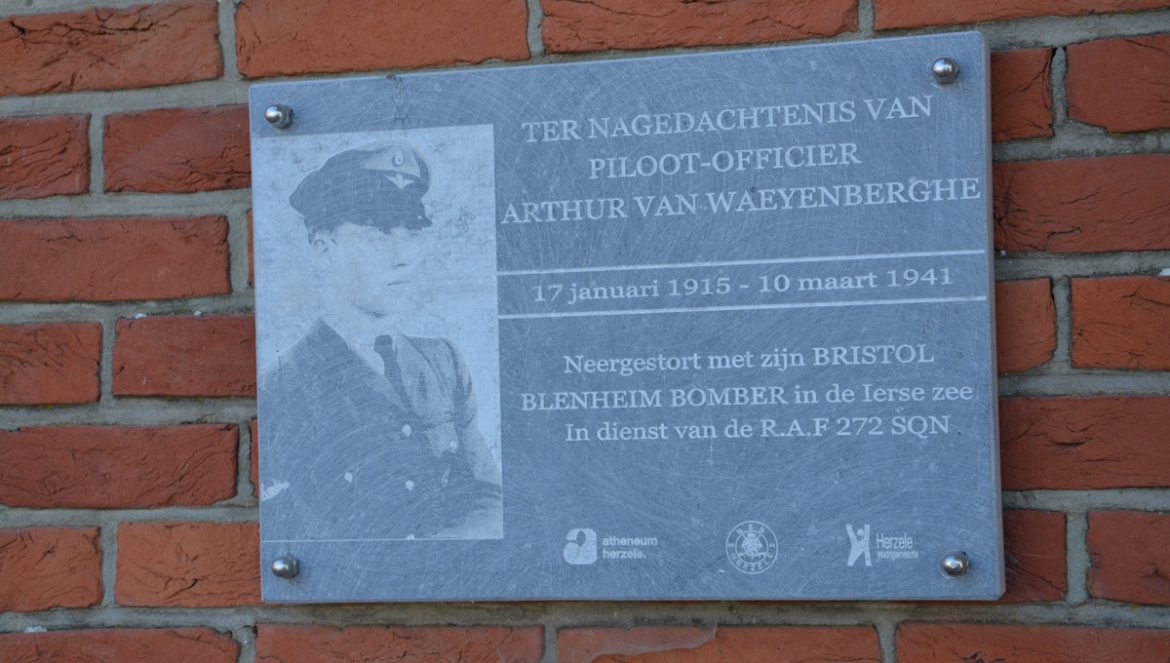 TER NAGEDACHTENIS VAN
PILOOT-OFFICIER
ARTHUR VAN WAEYENBERGHE
17 januari 1915 - 10 maart 1941
Neergestort met zijn BRISTOL
BLENHEIM BOMBER in de Ierse zee
In dienst van de R.A.F 272 SQN
atheneum
herzele.
Herzele
woongemeente